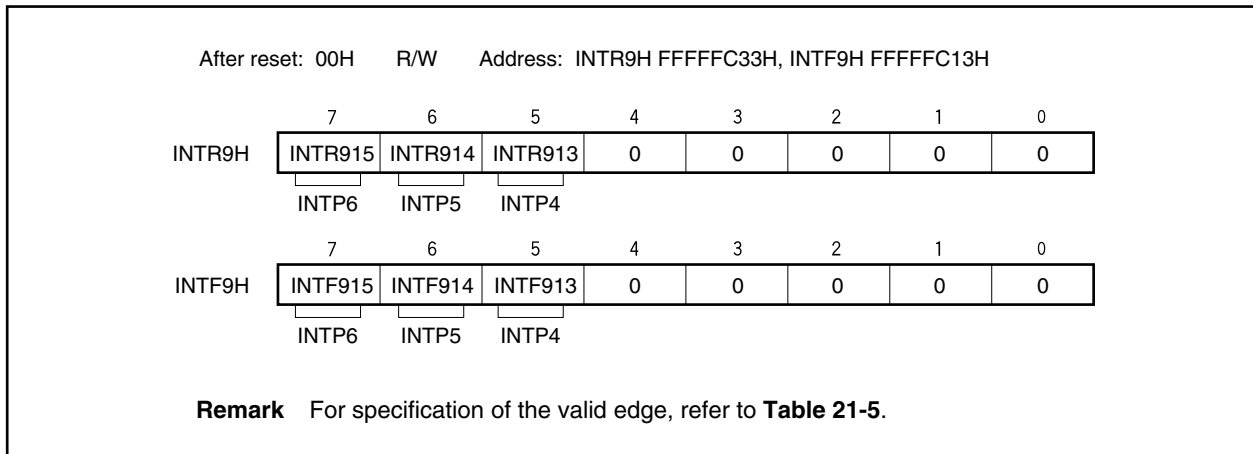 After reset: 00H R/W Address: INTR9H FFFFFC33H, INTF9H FFFFFC13H
7 6 5 4 3 2 1 0
INTR9H INTR915 INTR914 INTR913 0 0 0 0 0
INTP6 INTP5 INTP4
7 6 5 4 3 2 1 0
INTF9H INTF915 INTF914 INTF913 0 0 0 0 0
INTP6 INTP5 INTP4
Remark For specification of the valid edge, refer to Table 21-5.